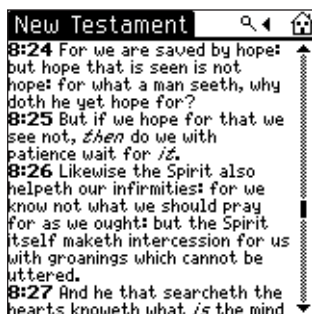 New Testament
8:24 For we are saved by hope:
but hope that is seen is not
hope: for what a man seeth, why
doth he yet hope for?
8:25 But if we hope for that we
see not, then do we with
patience wait for it.
8:26 Likewise the Spirit also
helpeth our infirmities: for we
know not what we should pray
for as we ought: but the Spirit
itself maketh intercession for us
with groanings which cannot be
uttered.
8:27 And he that searcheth the
hearts knoweth what is the mind